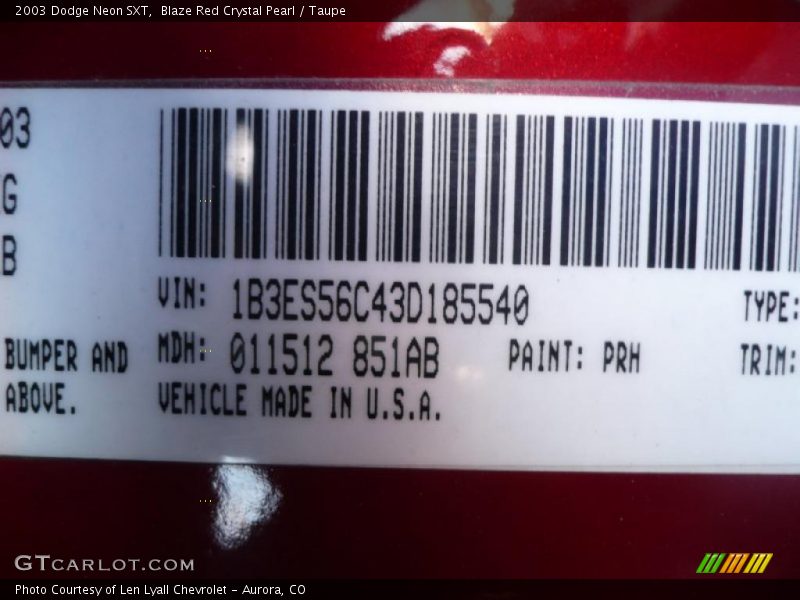 2003 Dodge Neon SXT,  Blaze Red Crystal Pearl / Taupe
03
G
B
VIN: 1B3ES56C43D185540 TYPE:
BUMPER AND MDH: 011512 851AB PAINT: PRH TRIM:
ABOVE. VEHICLE MADE IN U.S.A.
GTCARLOT.COM
Photo Courtesy of Len Lyall Chevrolet – Aurora, CO